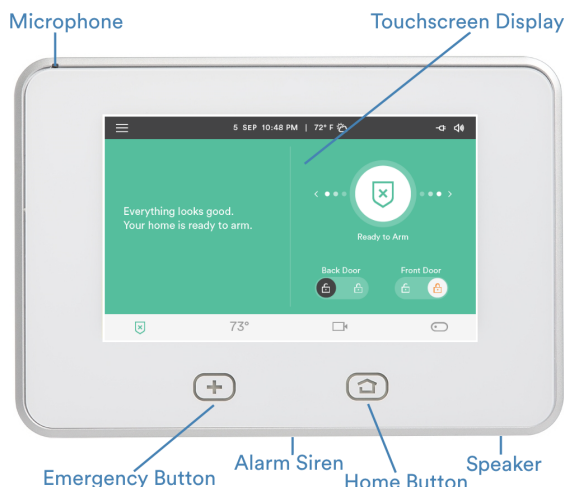 Microphone
Touchscreen Display
5 SEP 10:48 PM | 72° F
Everything looks good.
Your home is ready to arm.
Ready to Arm
Back Door
Front Door
73°
Emergency Button
Alarm Siren
Home Button
Speaker